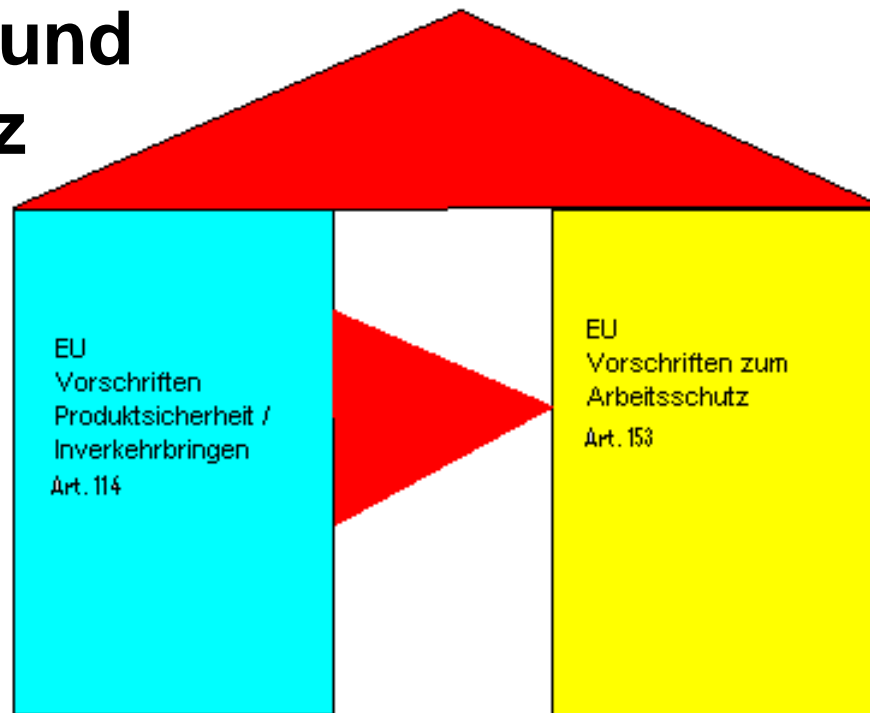 und
z
EU
Vorschriften
Produktsicherheit /
Inverkehrbringen
Art. 114
EU
Vorschriften zum
Arbeitsschutz
Art. 153